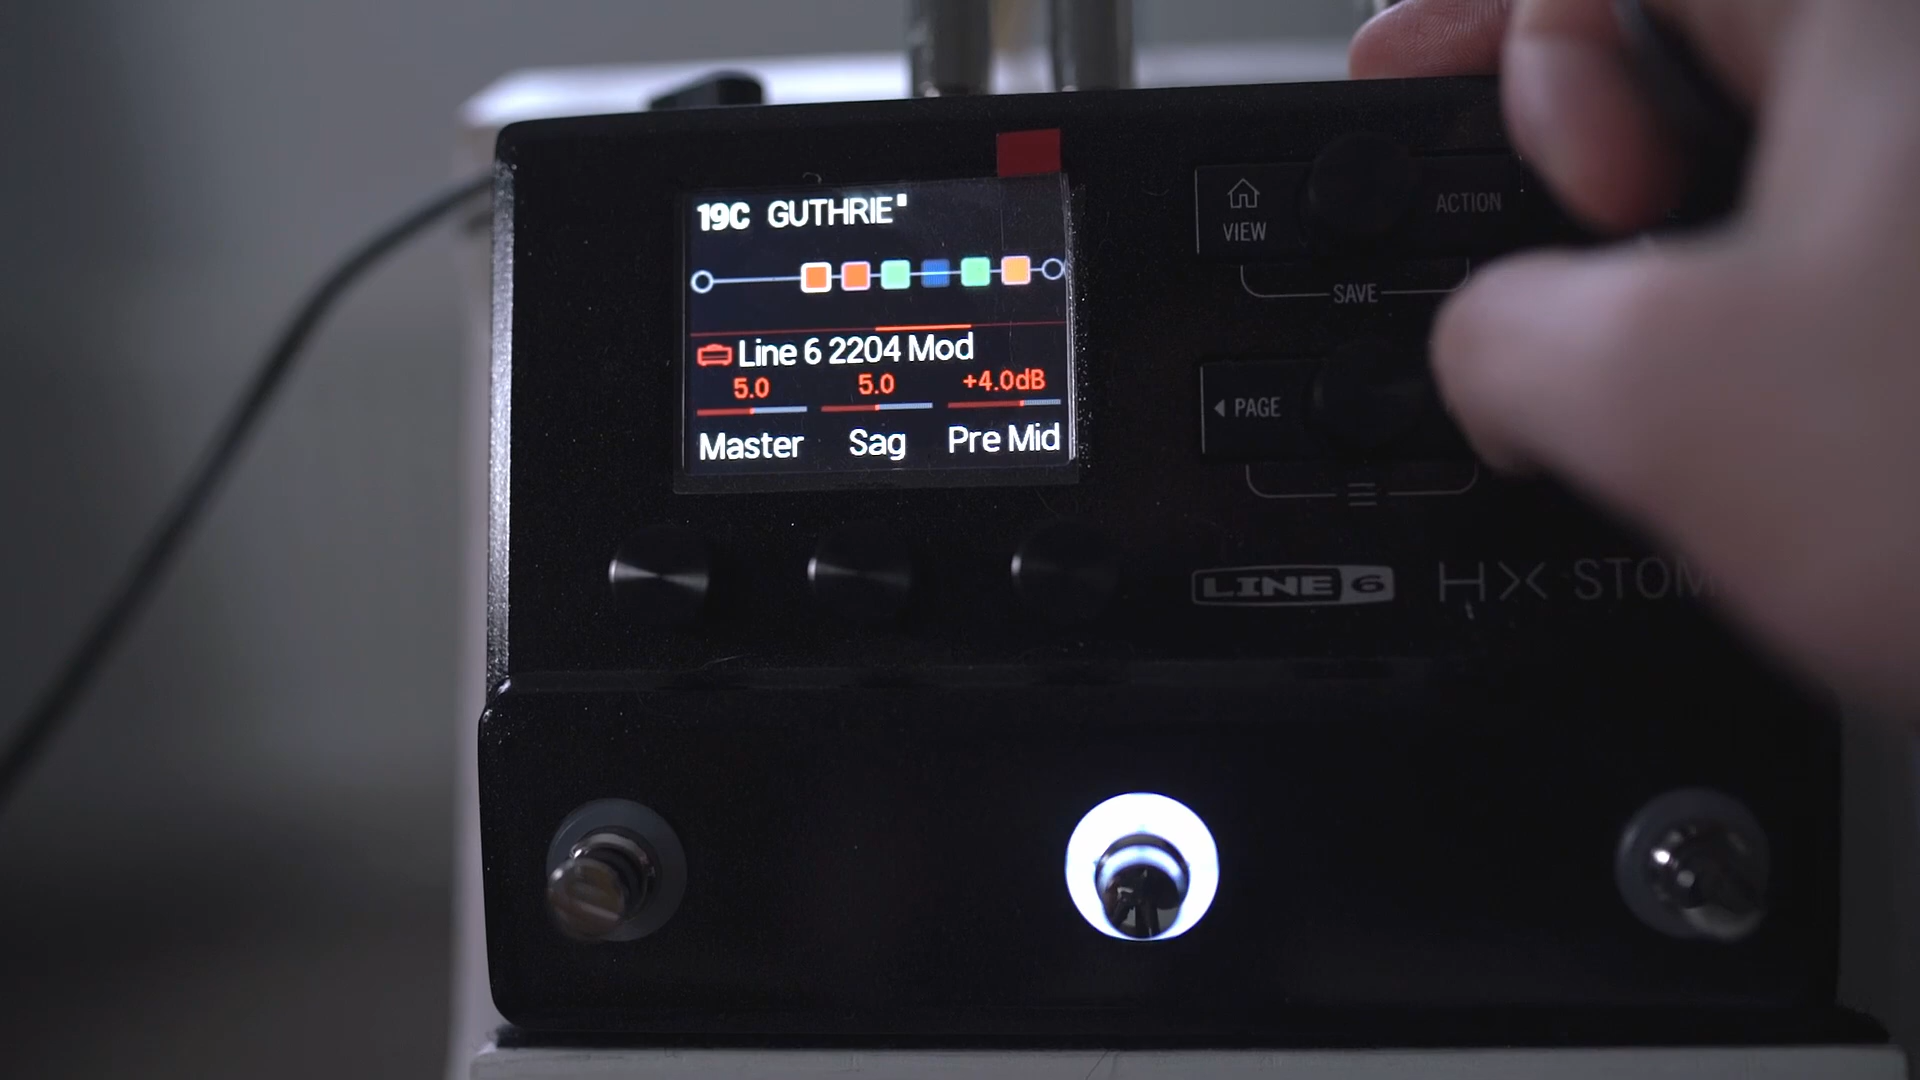 19C GUTHRIE
Line 6 2204 Mod
5.0 5.0 +4.0dB
Master Sag Pre Mid
VIEW
ACTION
SAVE
PAGE
LINE 6 HX STOM